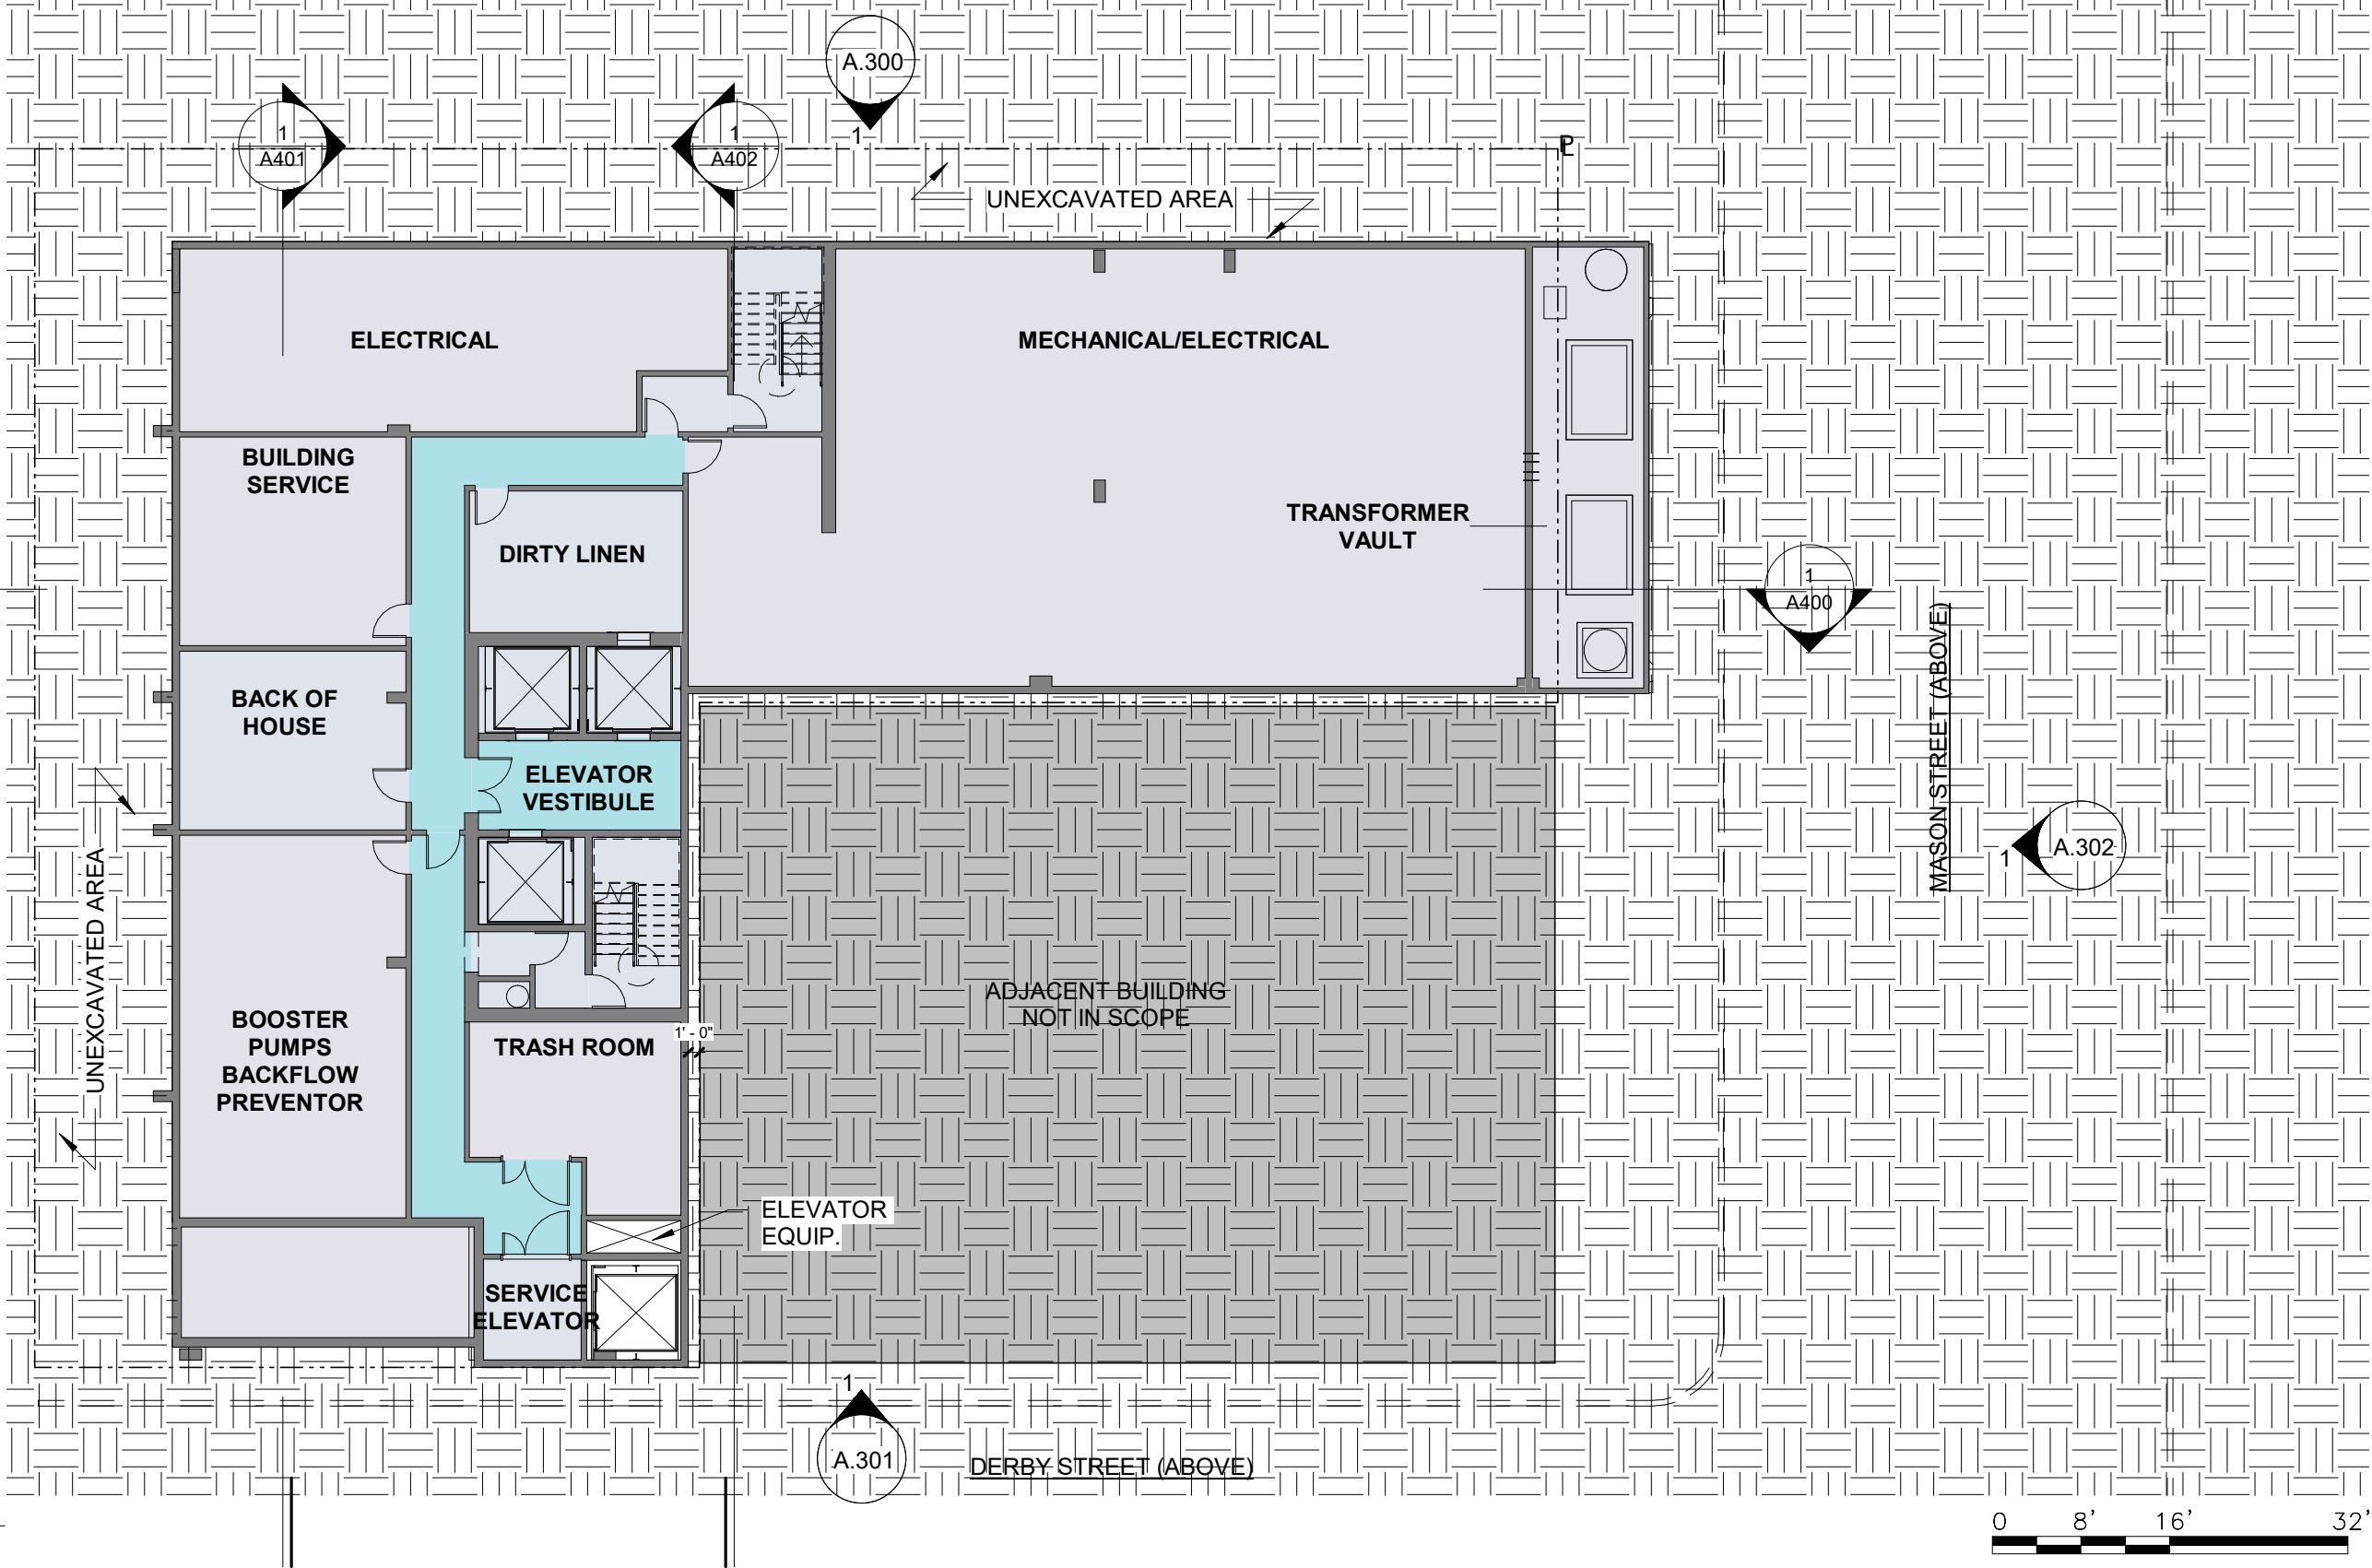 A.300
1
1
A401
1
A402
PL
UNEXCAVATED AREA
ELECTRICAL
MECHANICAL/ELECTRICAL
BUILDING
SERVICE
DIRTY LINEN
TRANSFORMER
VAULT
1
A400
BACK OF
HOUSE
MASON STREET (ABOVE)
ELEVATOR
VESTIBULE
1
A.302
UNEXCAVATED AREA
ADJACENT BUILDING
NOT IN SCOPE
BOOSTER
PUMPS
BACKFLOW
PREVENTOR
TRASH ROOM
1' - 0"
ELEVATOR
EQUIP.
SERVICE
ELEVATOR
1
A.301
DERBY STREET (ABOVE)
0 8' 16' 32'